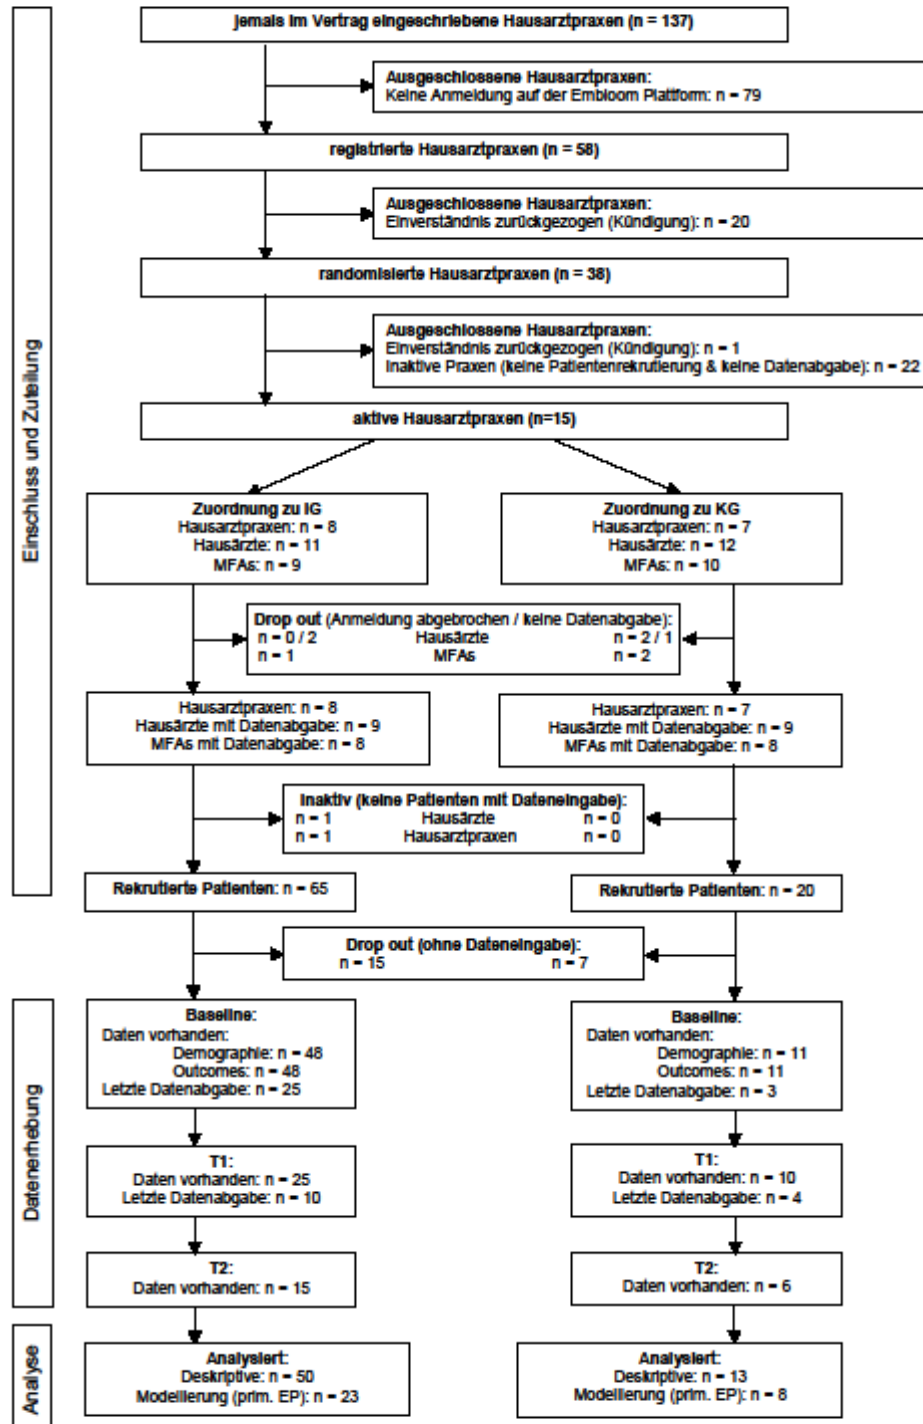 jemals im Vertrag eingeschriebene Hausarztpraxen (n = 137)
Ausgeschlossene Hausarztpraxen:
Keine Anmeldung auf der Embloom Plattform: n = 79
registrierte Hausarztpraxen (n = 58)
Ausgeschlossene Hausarztpraxen:
Einverständnis zurückgezogen (Kündigung): n = 20
randomisierte Hausarztpraxen (n = 38)
Ausgeschlossene Hausarztpraxen:
Einverständnis zurückgezogen (Kündigung): n = 1
Inaktive Praxen (keine Patientenrekrutierung & keine Datenabgabe): n = 22
aktive Hausarztpraxen (n=15)
Einschluss und Zuteilung
Zuordnung zu IG
Hausarztpraxen: n = 8
Hausärzte: n = 11
MFAs: n = 9
Zuordnung zu KG
Hausarztpraxen: n = 7
Hausärzte: n = 12
MFAs: n = 10
Drop out (Anmeldung abgebrochen / keine Datenabgabe):
n = 0 / 2 Hausärzte n = 2 / 1
n = 1 MFAs n = 2
Hausarztpraxen: n = 8
Hausärzte mit Datenabgabe: n = 9
MFAs mit Datenabgabe: n = 8
Hausarztpraxen: n = 7
Hausärzte mit Datenabgabe: n = 9
MFAs mit Datenabgabe: n = 8
Inaktiv (keine Patienten mit Dateneingabe):
n = 1 Hausärzte n = 0
n = 1 Hausarztpraxen n = 0
Rekrutierte Patienten: n = 65
Rekrutierte Patienten: n = 20
Drop out (ohne Dateneingabe):
n = 15 n = 7
Datenerhebung
Baseline:
Daten vorhanden:
Demographie: n = 48
Outcomes: n = 48
Letzte Datenabgabe: n = 25
Baseline:
Daten vorhanden:
Demographie: n = 11
Outcomes: n = 11
Letzte Datenabgabe: n = 3
T1:
Daten vorhanden: n = 25
Letzte Datenabgabe: n = 10
T1:
Daten vorhanden: n = 10
Letzte Datenabgabe: n = 4
T2:
Daten vorhanden: n = 15
T2:
Daten vorhanden: n = 6
Analyse
Analysiert:
Deskriptive: n = 50
Modellierung (prim. EP): n = 23
Analysiert:
Deskriptive: n = 13
Modellierung (prim. EP): n = 8